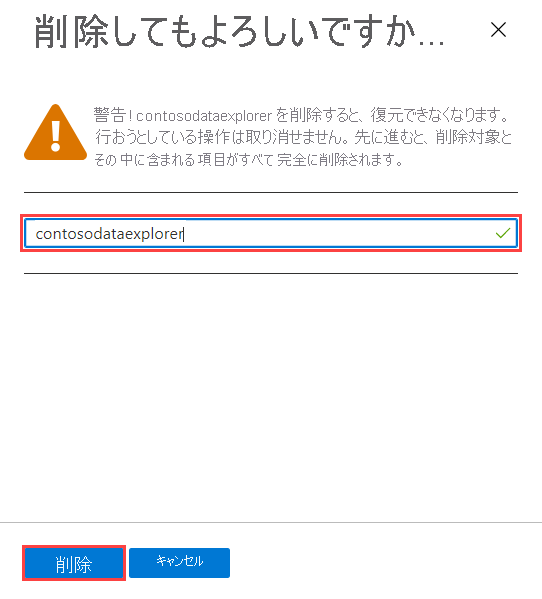 削除してもよろしいですか...
警告! contosodataexplorer を削除すると、復元できなくなります。
行おうとしている操作は取り消せません。先に進むと、削除対象と
その中に含まれる項目がすべて完全に削除されます。
contosodataexplorer
削除 キャンセル